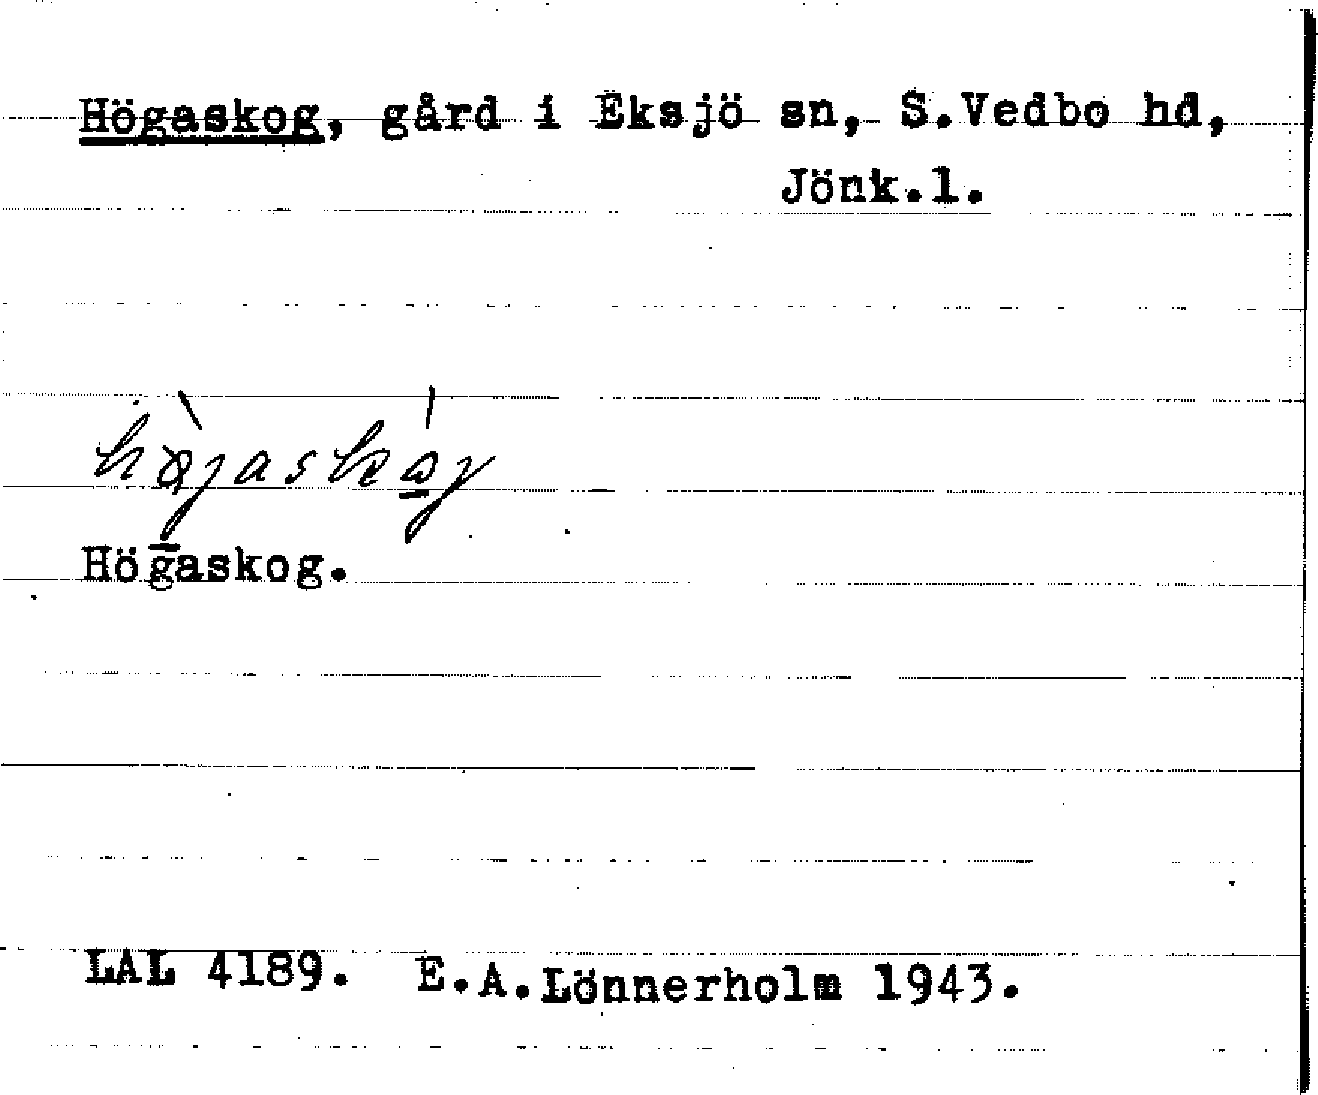 Högaskog, gård i Eksjö sn, S.Vedbo hd,
Jönk.l.
Högaskog.
LAL 4189. E.A.Lönnerholm 1943.